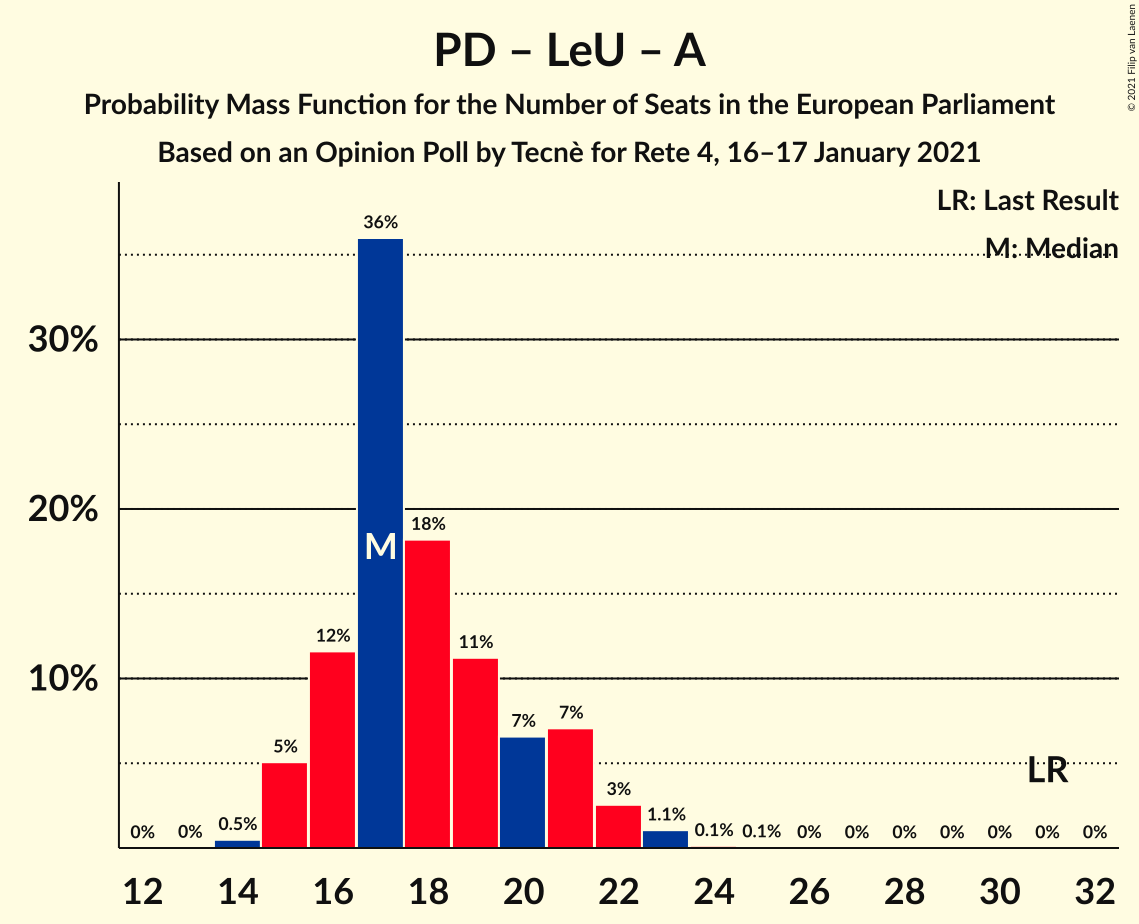 PD – LeU – A
Probability Mass Function for the Number of Seats in the European Parliament
Based on an Opinion Poll by Tecnè for Rete 4, 16–17 January 2021
© 2021 Filip van Laenen
LR: Last Result
M: Median
30%
20%
10%
0% 0% 0.5% 5% 12% 36% 18% 11% 7% 7% 3% 1.1% 0.1% 0.1% 0% 0% 0% 0% 0% 0% 0%
M
LR
12 14 16 18 20 22 24 26 28 30 32